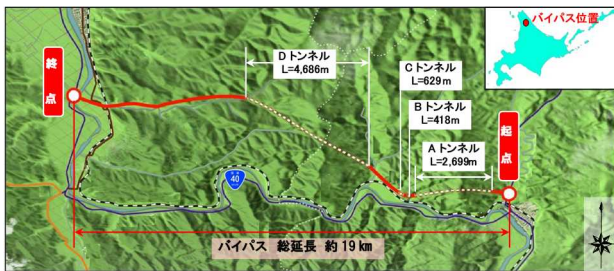 バイパス位置
Dトンネル
L=4,686m
Cトンネル
L=629m
Bトンネル
L=418m
Aトンネル
L=2,699m
終点
起点
40
バイパス 総延長 約19km